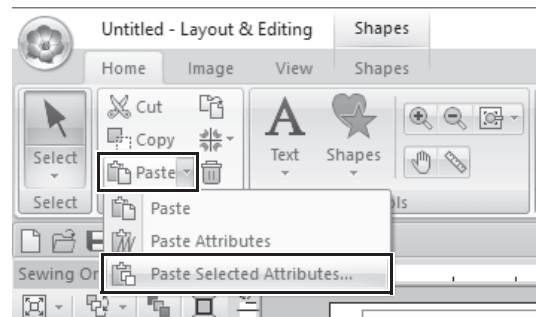 Untitled - Layout & Editing Shapes
Home Image View Shapes
Cut
Copy
Paste
Select
Text
Shapes
Select
Paste
Paste Attributes
Paste Selected Attributes...
Sewing Or